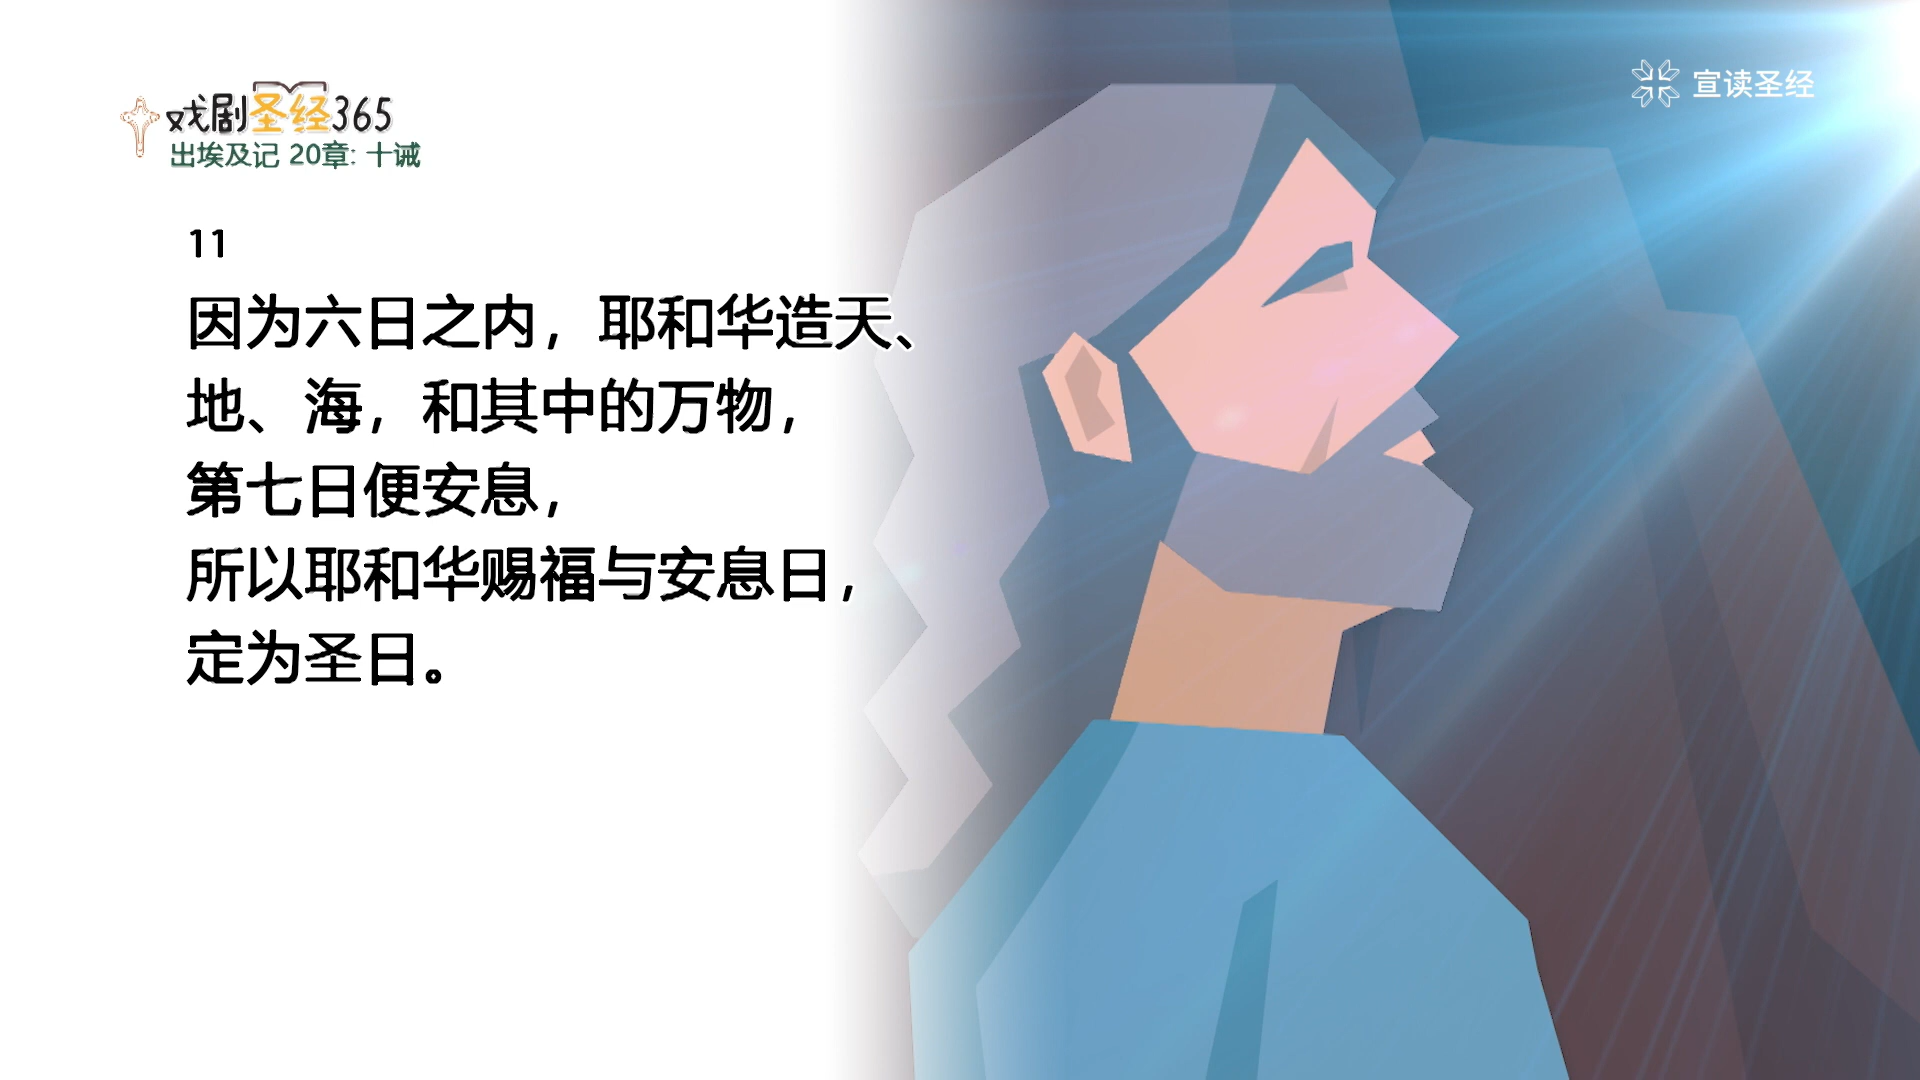 戏剧圣经365
出埃及记 20章: 十诫
宣读圣经
11
因为六日之内，耶和华造天、
地、海，和其中的万物，
第七日便安息，
所以耶和华赐福与安息日，
定为圣日。